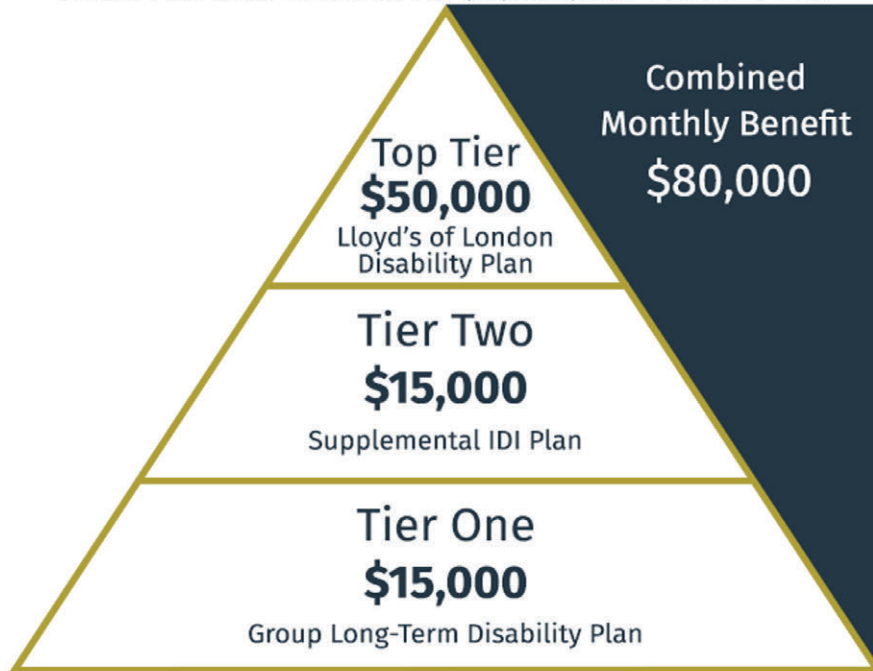 Top Tier
$50,000
Lloyd's of London
Disability Plan
Combined
Monthly Benefit
$80,000
Tier Two
$15,000
Supplemental IDI Plan
Tier One
$15,000
Group Long-Term Disability Plan